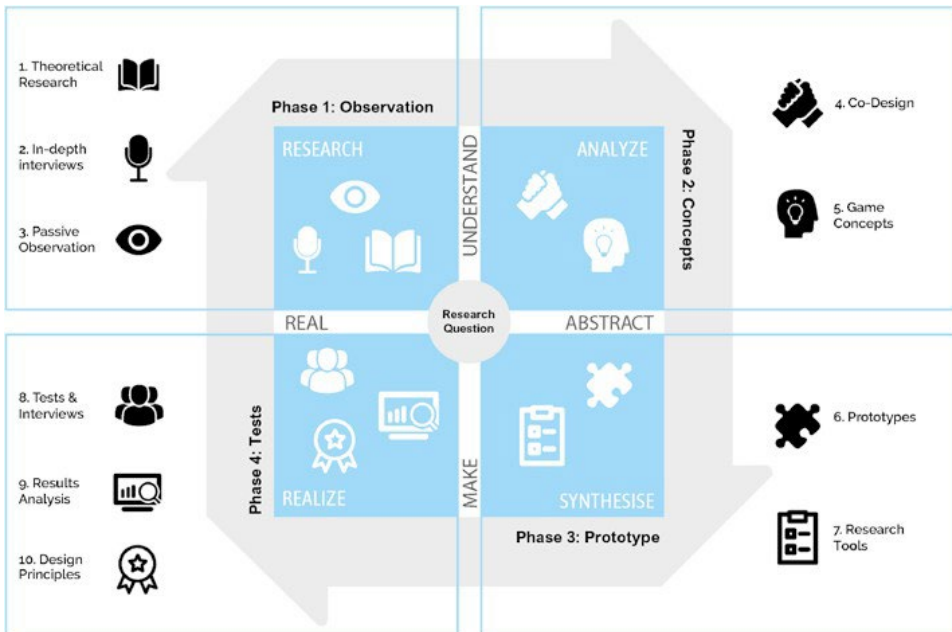 1. Theoretical
Research
2. In-depth
interviews
3. Passive
Observation
Phase 1: Observation
RESEARCH
UNDERSTAND
ANALYZE
Phase 2: Concepts
4. Co-Design
5. Game
Concepts
REAL
Research
Question
ABSTRACT
8. Tests &
Interviews
9. Results
Analysis
10. Design
Principles
Phase 4: Tests
REALIZE
MAKE
SYNTHESISE
Phase 3: Prototype
6. Prototypes
7. Research
Tools